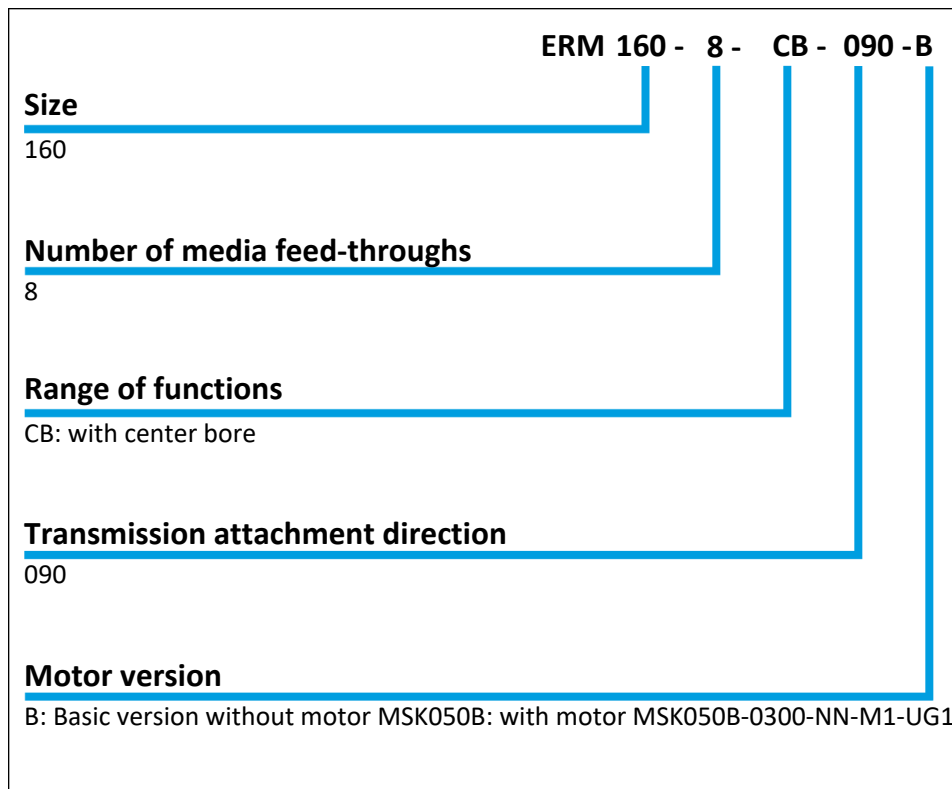 ERM 160 - 8 - CB - 090 - B
Size
160
Number of media feed-throughs
8
Range of functions
CB: with center bore
Transmission attachment direction
090
Motor version
B: Basic version without motor MSK050B: with motor MSK050B-0300-NN-M1-UG1